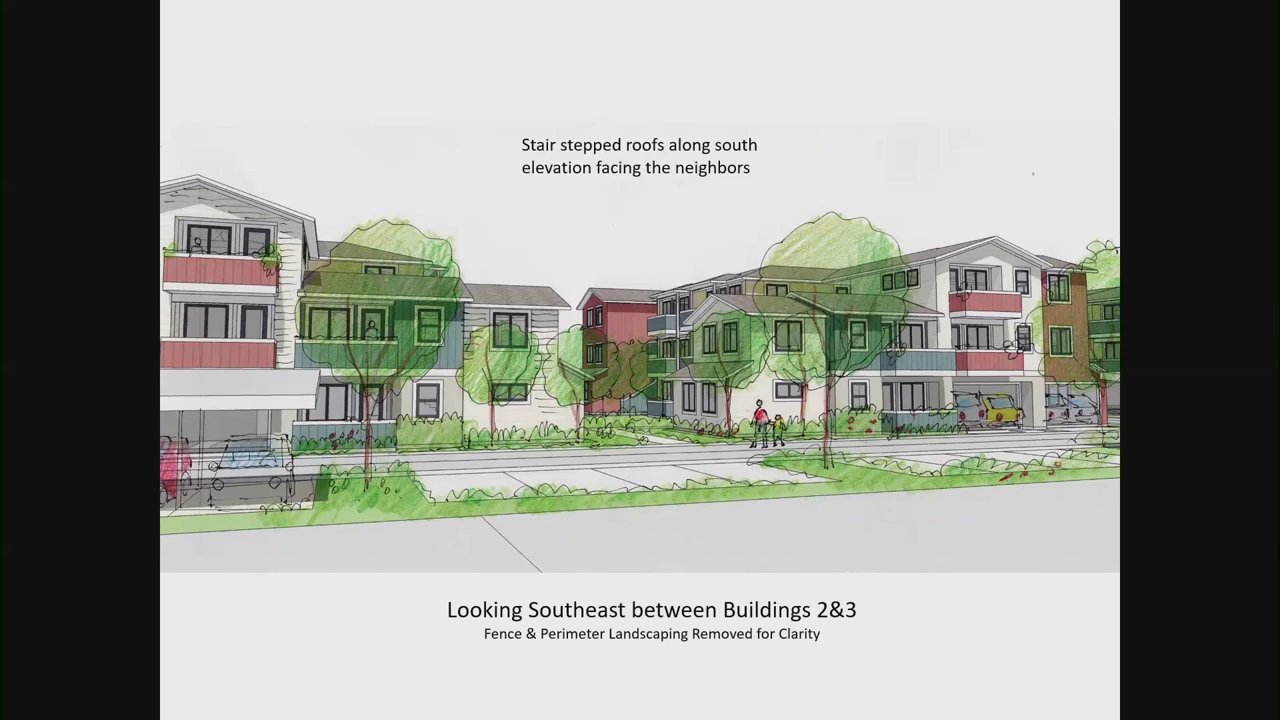 Stair stepped roofs along south
elevation facing the neighbors
Looking Southeast between Buildings 2&3
Fence & Perimeter Landscaping Removed for Clarity